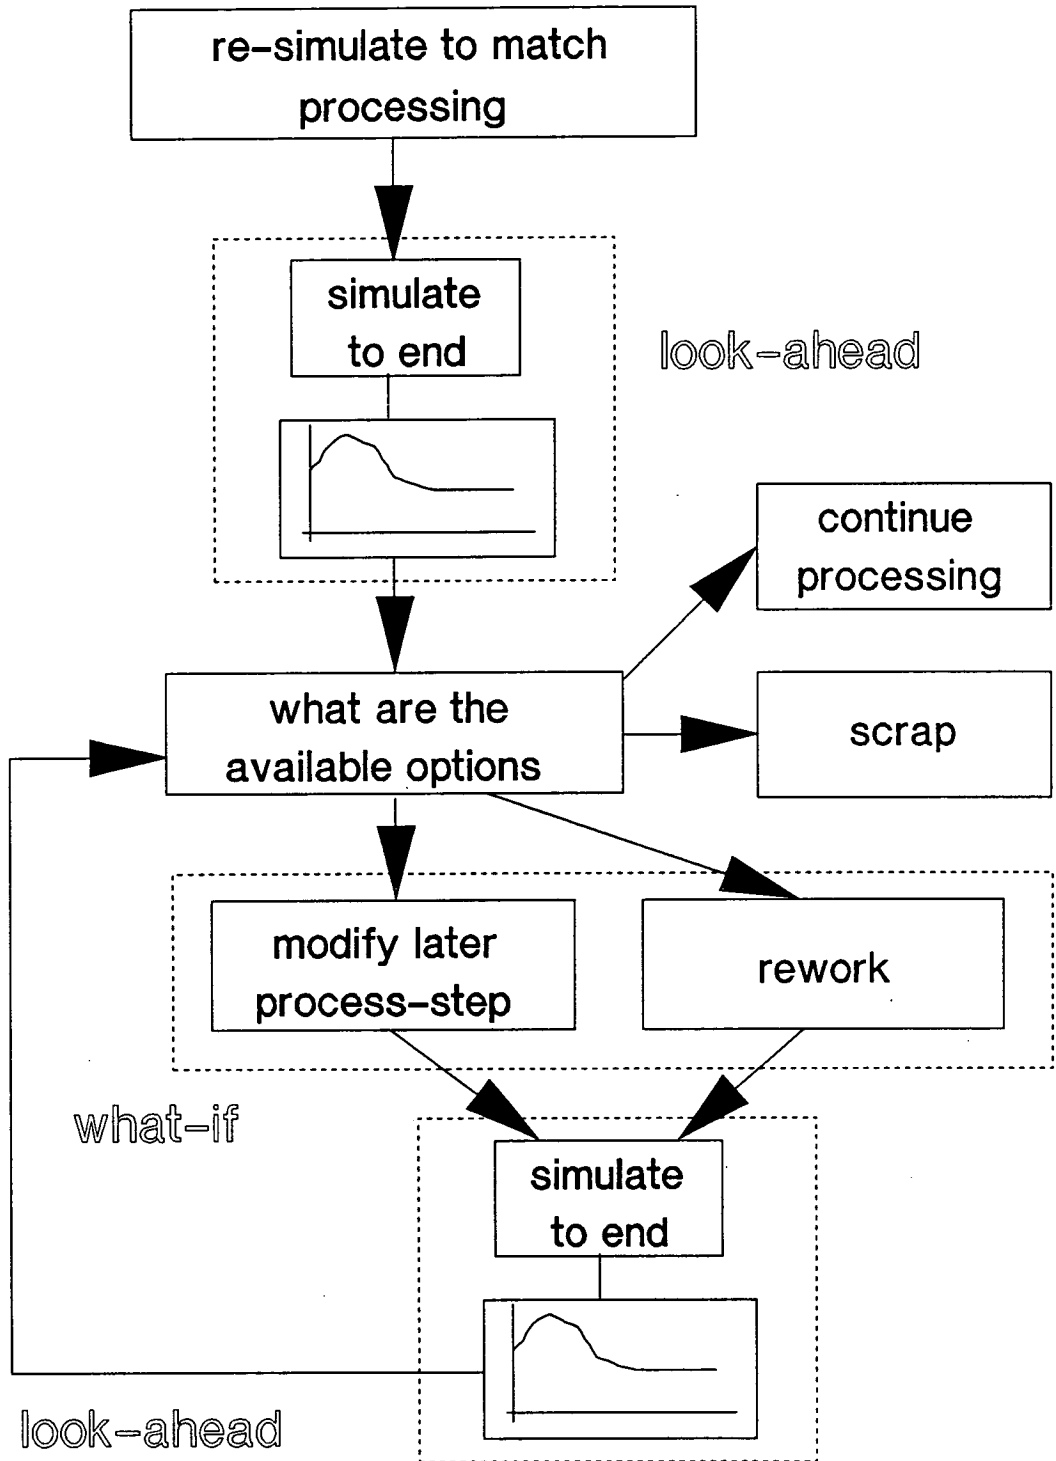 re-simulate to match
processing
simulate
to end
look-ahead
continue
processing
what are the
available options
scrap
modify later
process-step
rework
what-if
simulate
to end
look-ahead